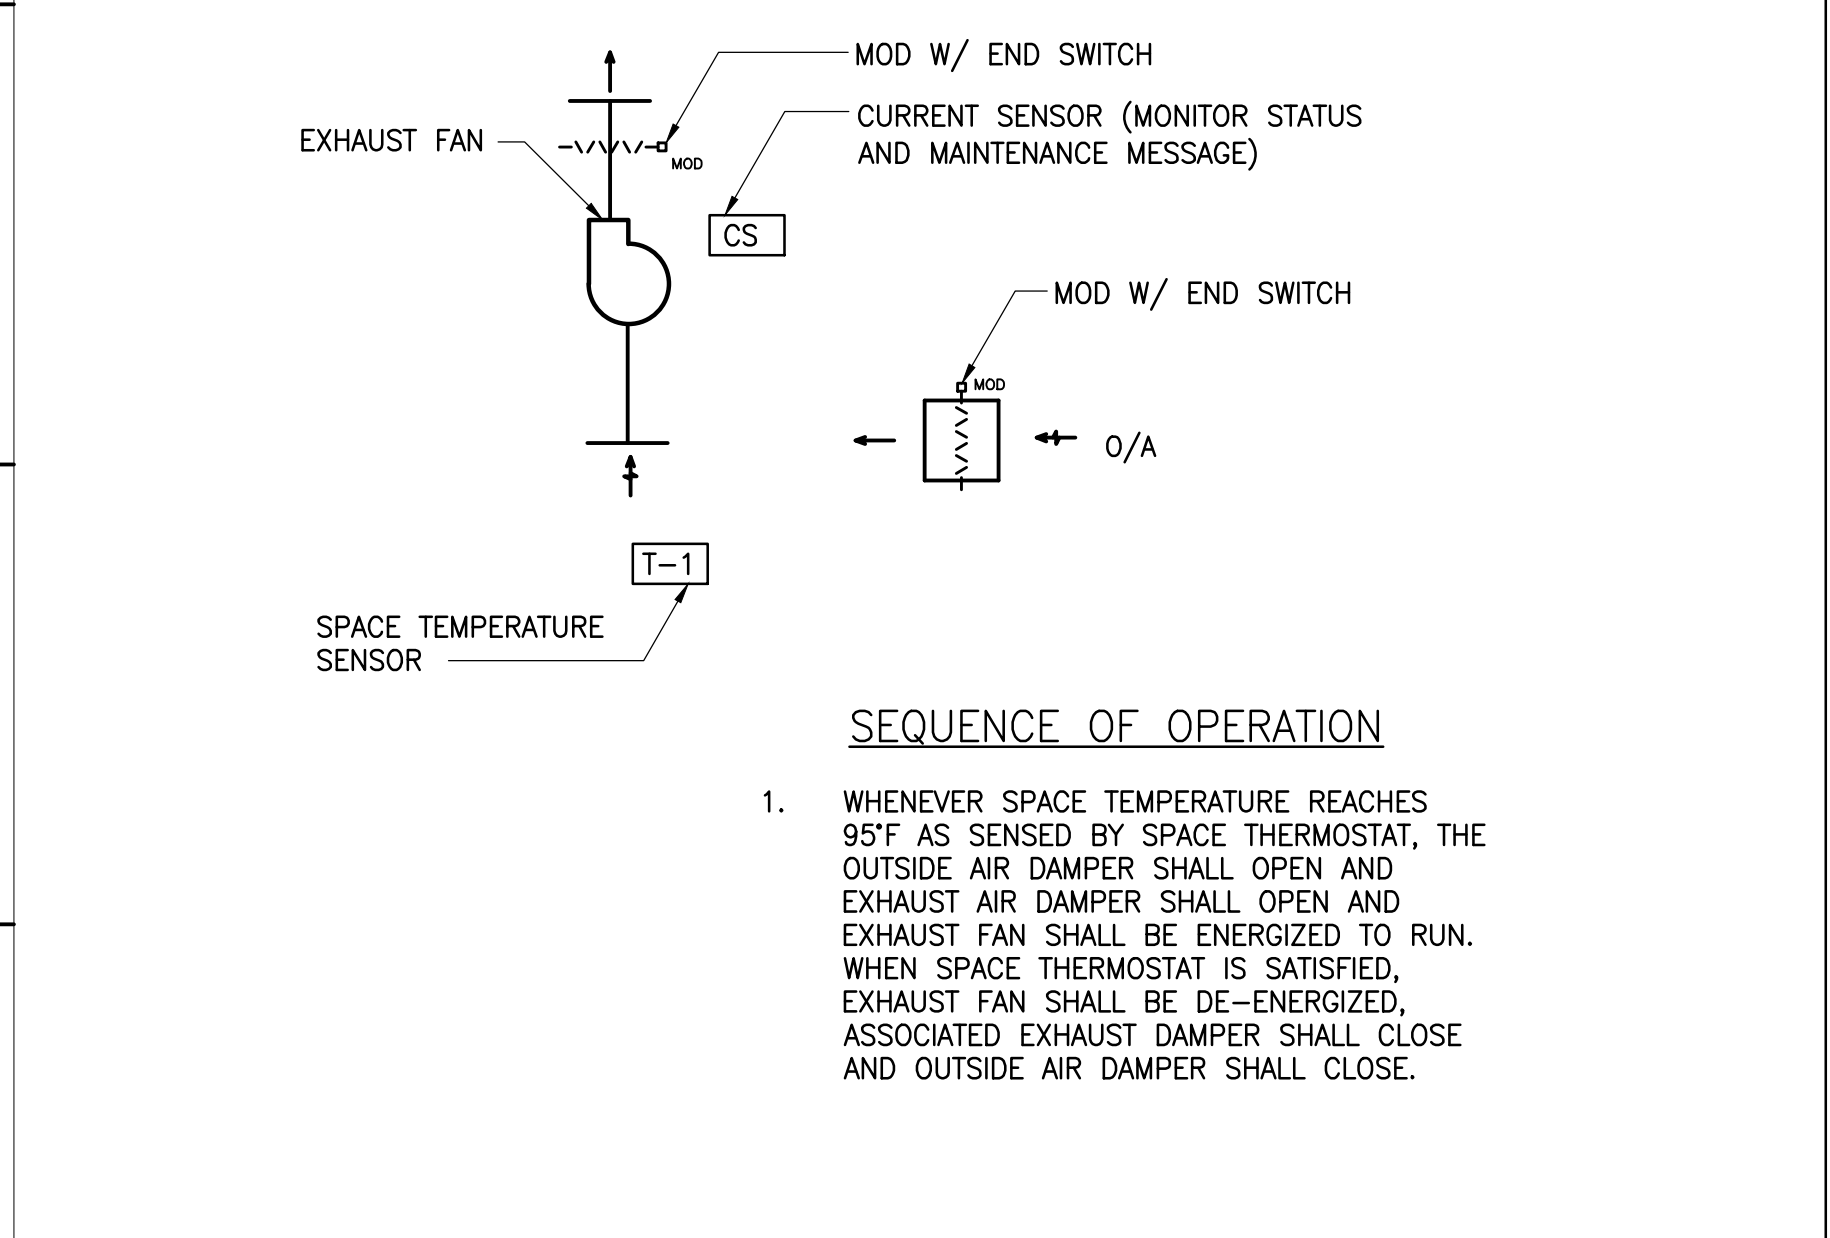 MOD W/ END SWITCH
EXHAUST FAN
CURRENT SENSOR (MONITOR STATUS
AND MAINTENANCE MESSAGE)
MOD
CS
MOD W/ END SWITCH
MOD
O/A
T-1
SPACE TEMPERATURE
SENSOR
SEQUENCE OF OPERATION
1. WHENEVER SPACE TEMPERATURE REACHES
95°F AS SENSED BY SPACE THERMOSTAT, THE
OUTSIDE AIR DAMPER SHALL OPEN AND
EXHAUST AIR DAMPER SHALL OPEN AND
EXHAUST FAN SHALL BE ENERGIZED TO RUN.
WHEN SPACE THERMOSTAT IS SATISFIED,
EXHAUST FAN SHALL BE DE-ENERGIZED,
ASSOCIATED EXHAUST DAMPER SHALL CLOSE
AND OUTSIDE AIR DAMPER SHALL CLOSE.